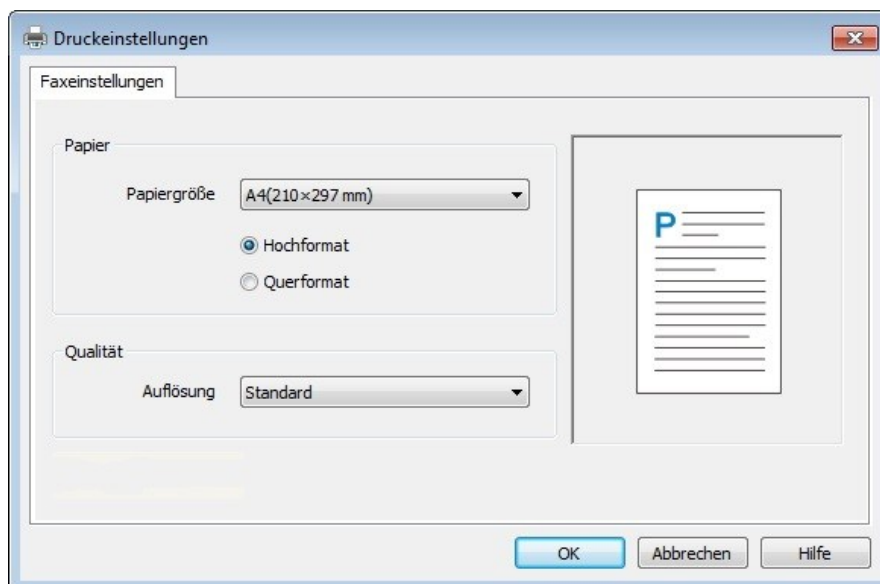 Druckeinstellungen
Faxeinstellungen
Papier
Papiergröße A4(210×297 mm)
Hochformat
Querformat
P
Qualität
Auflösung Standard
OK Abbrechen Hilfe